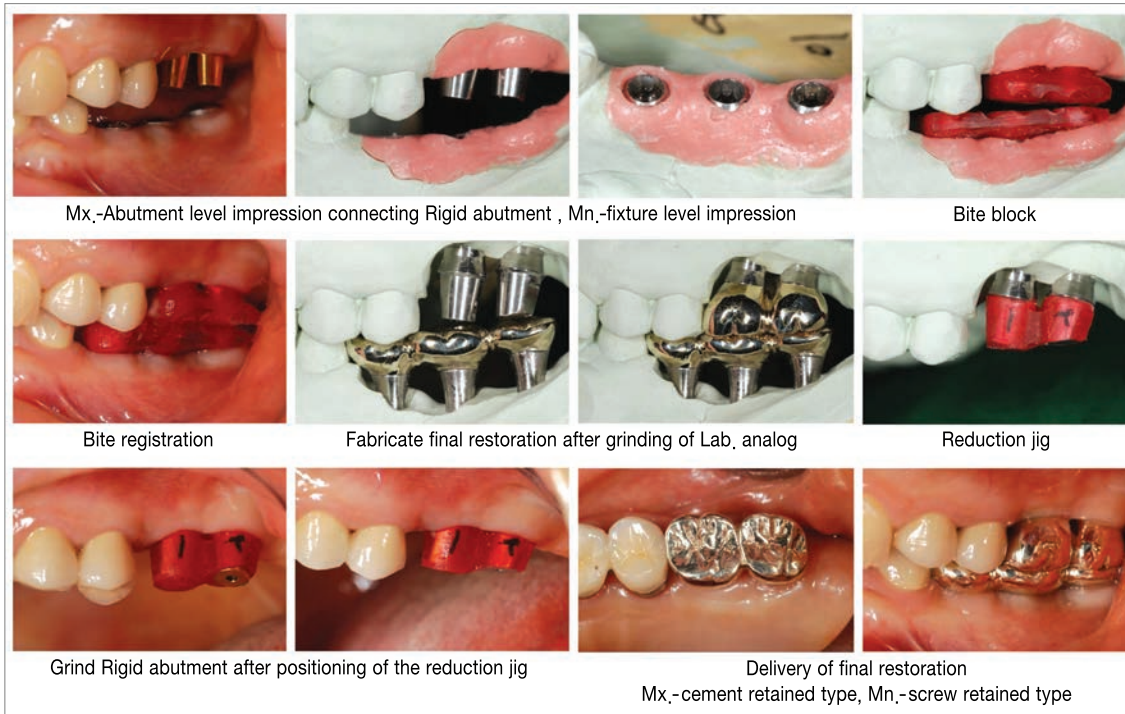 Mx.-Abutment level impression connecting Rigid abutment , Mn.-fixture level impression
Bite block
Bite registration
Fabricate final restoration after grinding of Lab. analog
Reduction jig
Grind Rigid abutment after positioning of the reduction jig
Delivery of final restoration
Mx.-cement retained type, Mn.-screw retained type